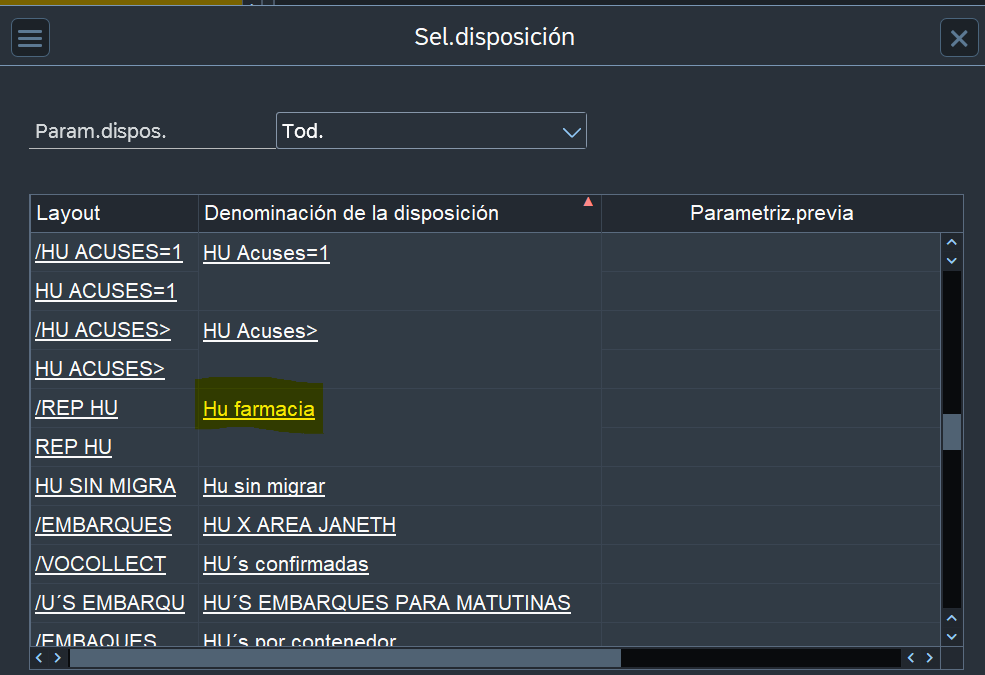 Sel.disposición
Param.dispos. Tod.
Layout Denominación de la disposición Parametriz.previa
/HU ACUSES=1 HU Acuses=1
HU ACUSES=1
/HU ACUSES> HU Acuses>
HU ACUSES>
/REP HU Hu farmacia
REP HU
HU SIN MIGRA Hu sin migrar
/EMBARQUES HU X AREA JANETH
/VOCOLLECT HU´s confirmadas
/U´S EMBARQU HU´S EMBARQUES PARA MATUTINAS
/EMBAQUES HU´s por contenedor